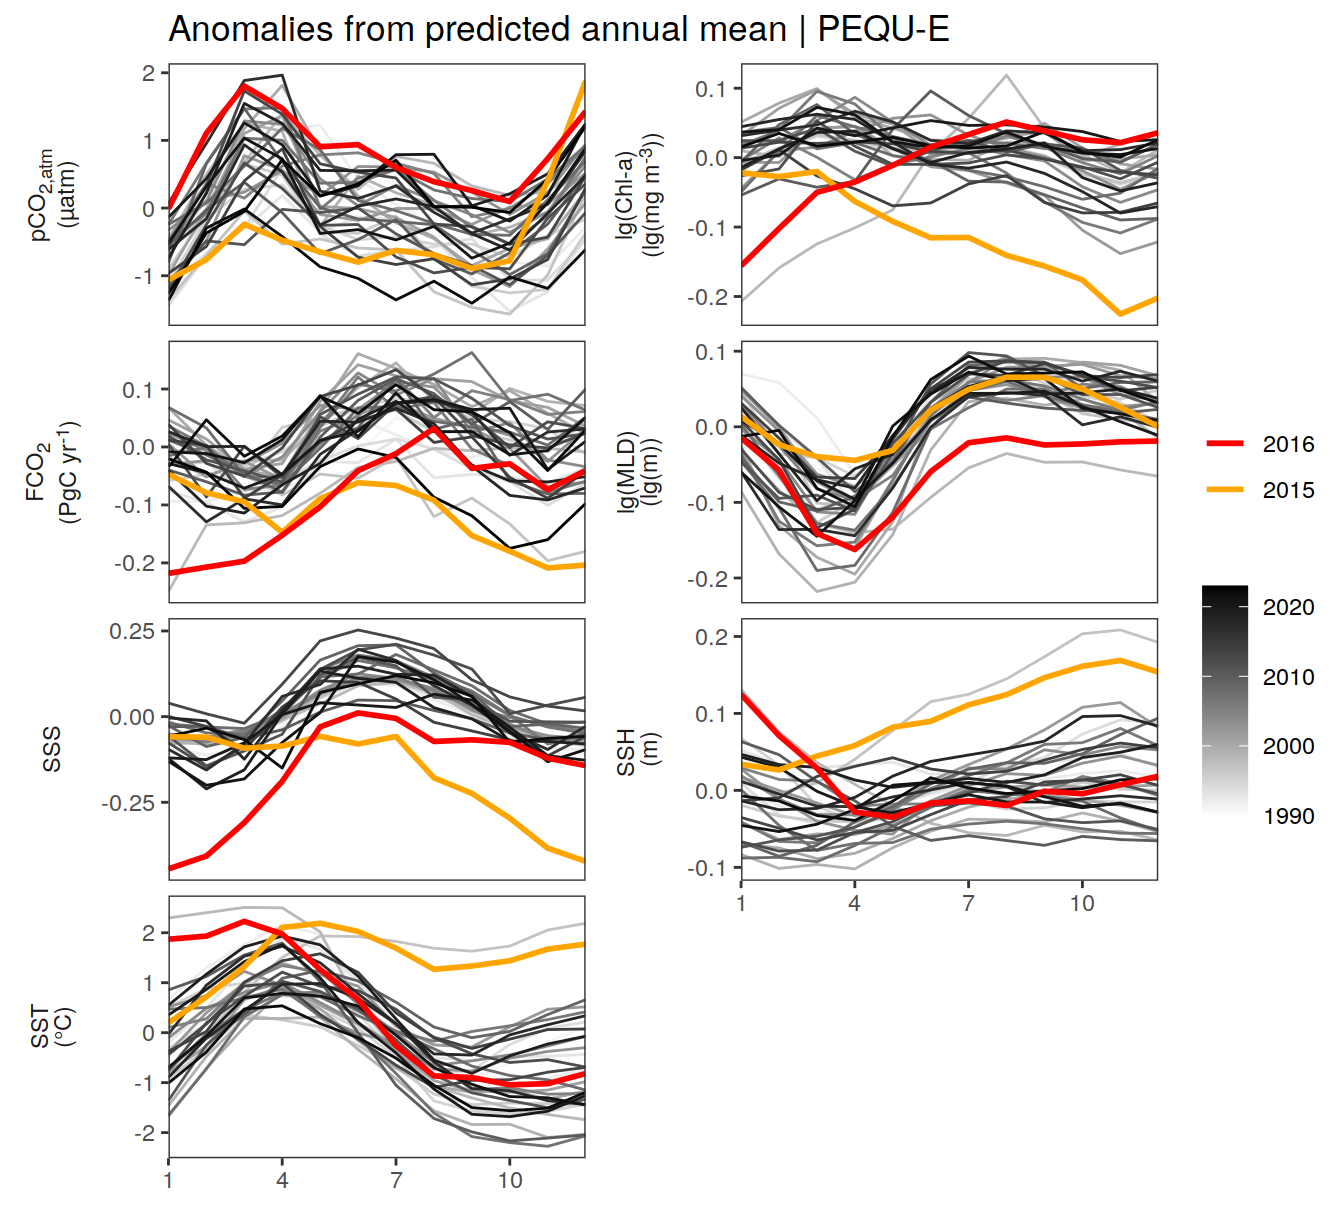 Anomalies from predicted annual mean | PEQU-E
pCO2,atm
(µatm)
2
1
0
-1
lg(Chl-a)
(lg(mg m-3))
0.1
0.0
-0.1
-0.2
FCO2
(PgC yr-1)
0.1
0.0
-0.1
-0.2
lg(MLD)
(lg(m))
0.1
0.0
-0.1
-0.2
SSS
0.25
0.00
-0.25
SSH
(m)
0.2
0.1
0.0
-0.1
1 4 7 10
SST
(°C)
2
1
0
-1
-2
1 4 7 10
2016
2015
2020
2010
2000
1990